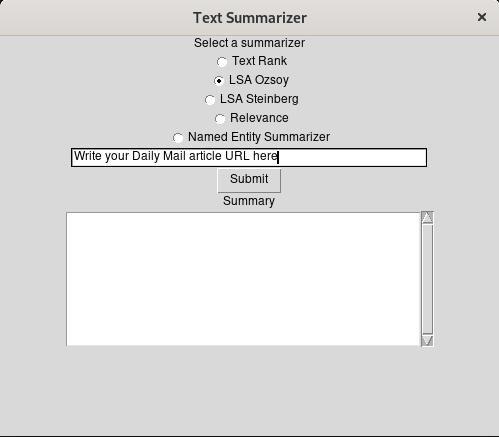 Text Summarizer
Select a summarizer
Text Rank
LSA Ozsoy
LSA Steinberg
Relevance
Named Entity Summarizer
Write your Daily Mail article URL here
Submit
Summary